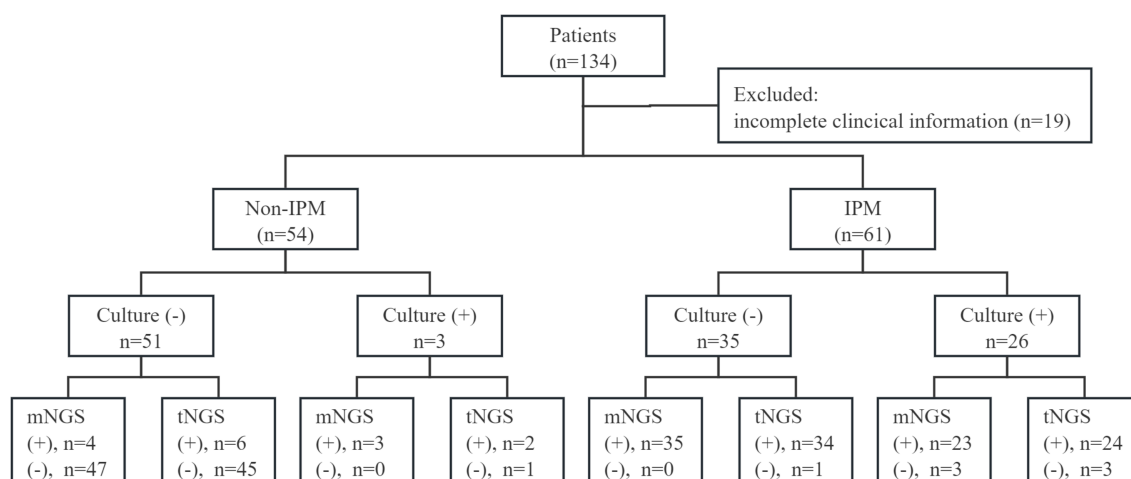 Patients
(n=134)
Excluded:
incomplete clincical information (n=19)
Non-IPM
(n=54)
IPM
(n=61)
Culture (-)
n=51
Culture (+)
n=3
Culture (-)
n=35
Culture (+)
n=26
mNGS
(+), n=4
(-),  n=47
tNGS
(+), n=6
(-),  n=45
mNGS
(+), n=3
(-),  n=0
tNGS
(+), n=2
(-),  n=1
mNGS
(+), n=35
(-),  n=0
tNGS
(+), n=34
(-),  n=1
mNGS
(+), n=23
(-),  n=3
tNGS
(+), n=24
(-),  n=3